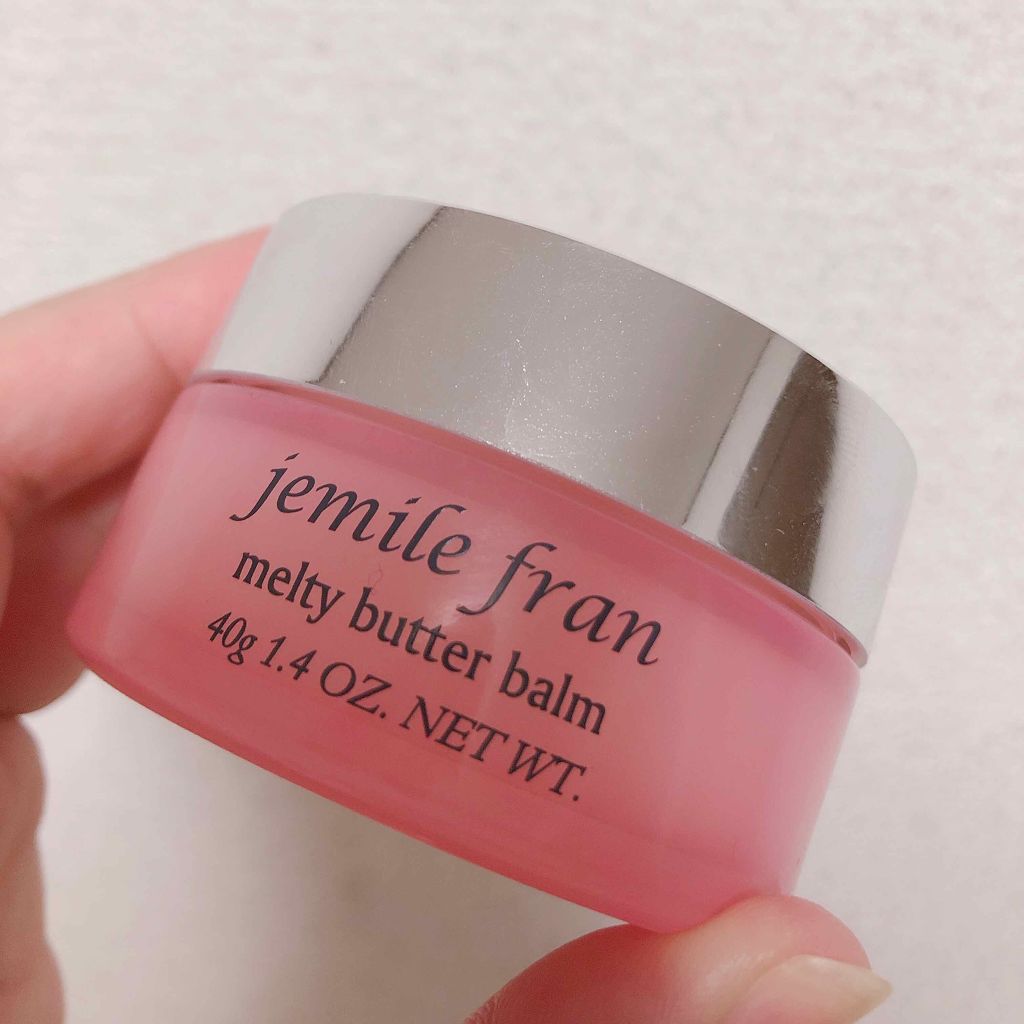 jemile fran
melty butter balm
40g 1.4 OZ. NET WT.